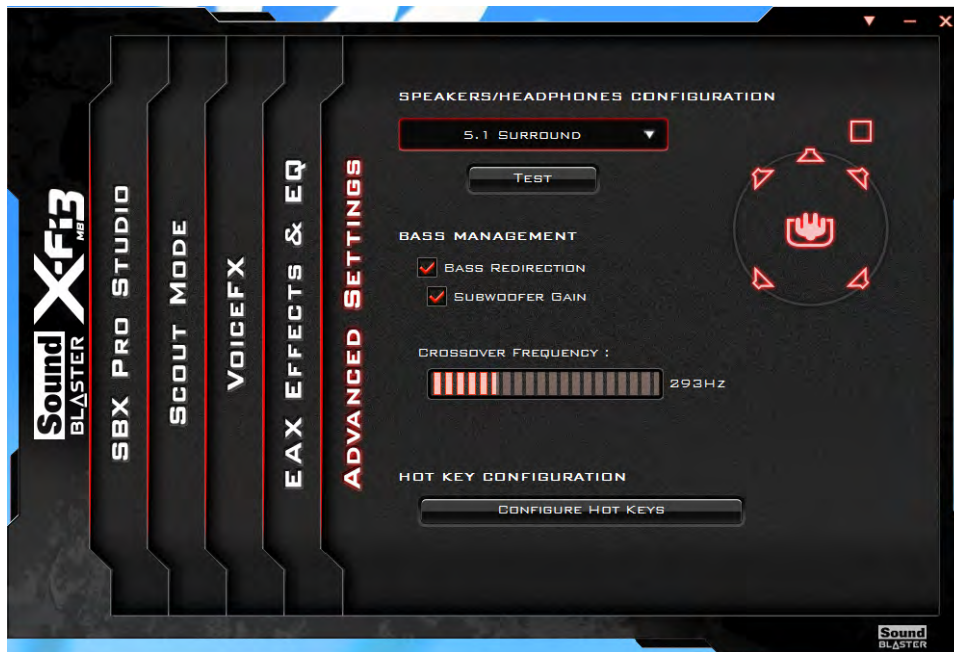 Sound
BLASTER
X-Fi3
MB
SBX Pro Studio
Scout Mode
VoiceFX
EAX Effects & EQ
Advanced Settings
SPEAKERS/HEADPHONES CONFIGURATION
5.1 Surround
Test
BASS MANAGEMENT
Bass Redirection
Subwoofer Gain
Crossover Frequency :
293Hz
HOT KEY CONFIGURATION
Configure Hot Keys
Sound
BLASTER